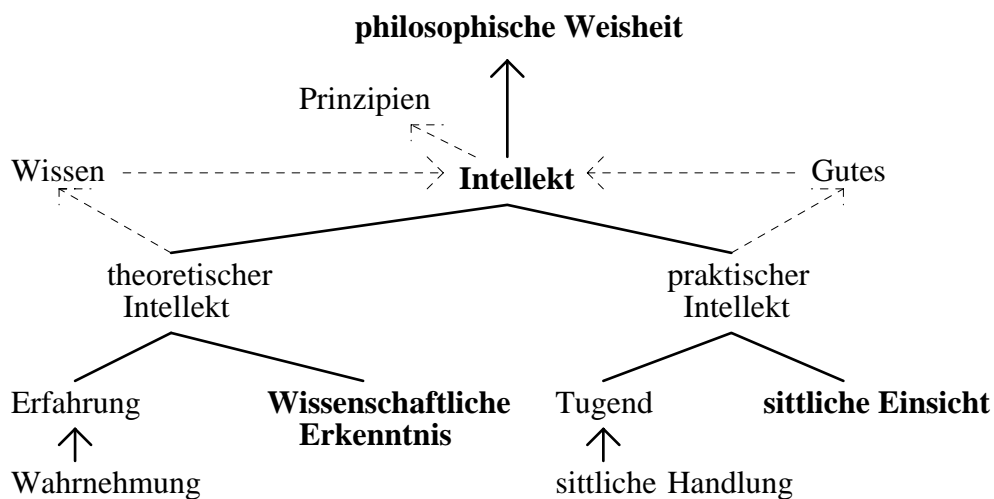 philosophische Weisheit
Prinzipien
Wissen
Intellekt
Gutes
theoretischer
Intellekt
praktischer
Intellekt
Erfahrung
Wissenschaftliche
Erkenntnis
Tugend
sittliche Einsicht
Wahrnehmung
sittliche Handlung